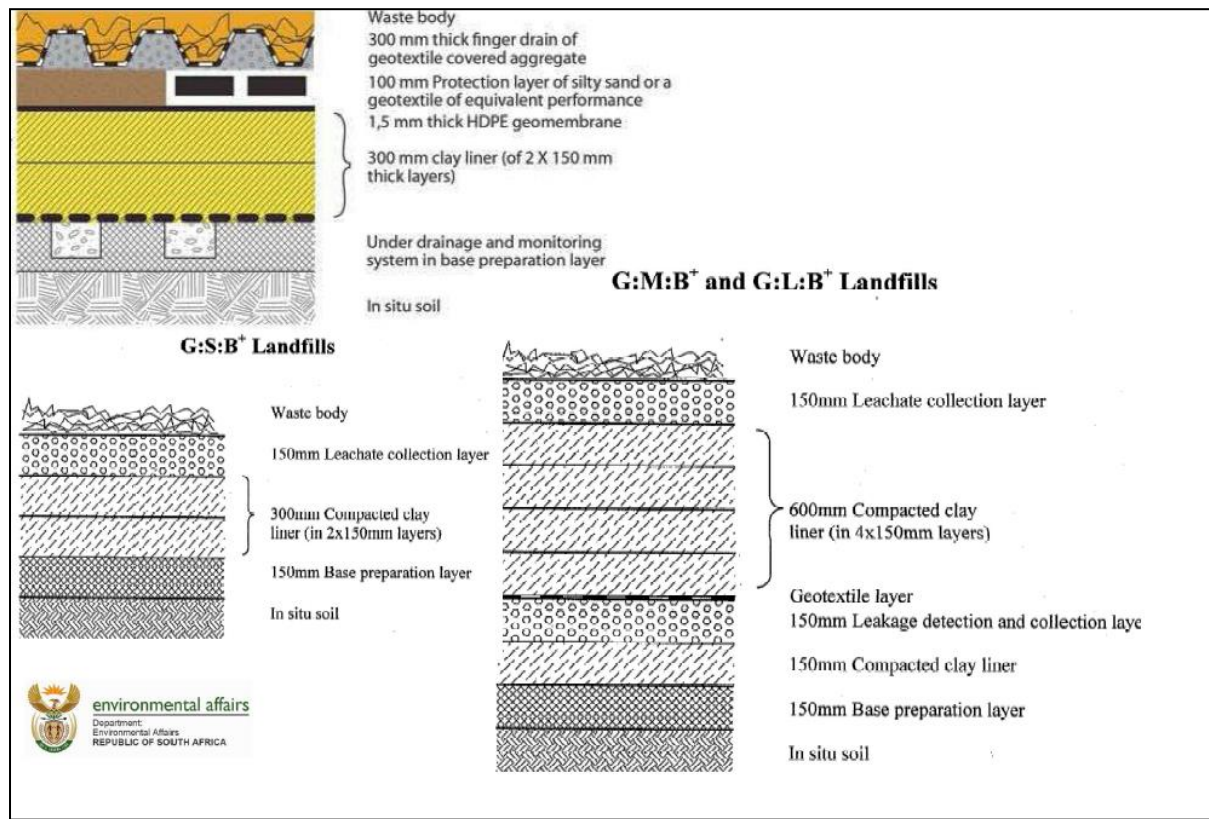 Waste body
300 mm thick finger drain of
geotextile covered aggregate
100 mm Protection layer of silty sand or a
geotextile of equivalent performance
1,5 mm thick HDPE geomembrane
300 mm clay liner (of 2 X 150 mm
thick layers)
Under drainage and monitoring
system in base preparation layer
In situ soil
G:M:B⁺ and G:L:B⁺ Landfills
G:S:B⁺ Landfills
Waste body
150mm Leachate collection layer
300mm Compacted clay
liner (in 2x150mm layers)
150mm Base preparation layer
In situ soil
Waste body
150mm Leachate collection layer
600mm Compacted clay
liner (in 4x150mm layers)
Geotextile layer
150mm Leakage detection and collection laye
150mm Compacted clay liner
150mm Base preparation layer
In situ soil
environmental affairs
Department:
Environmental Affairs
REPUBLIC OF SOUTH AFRICA